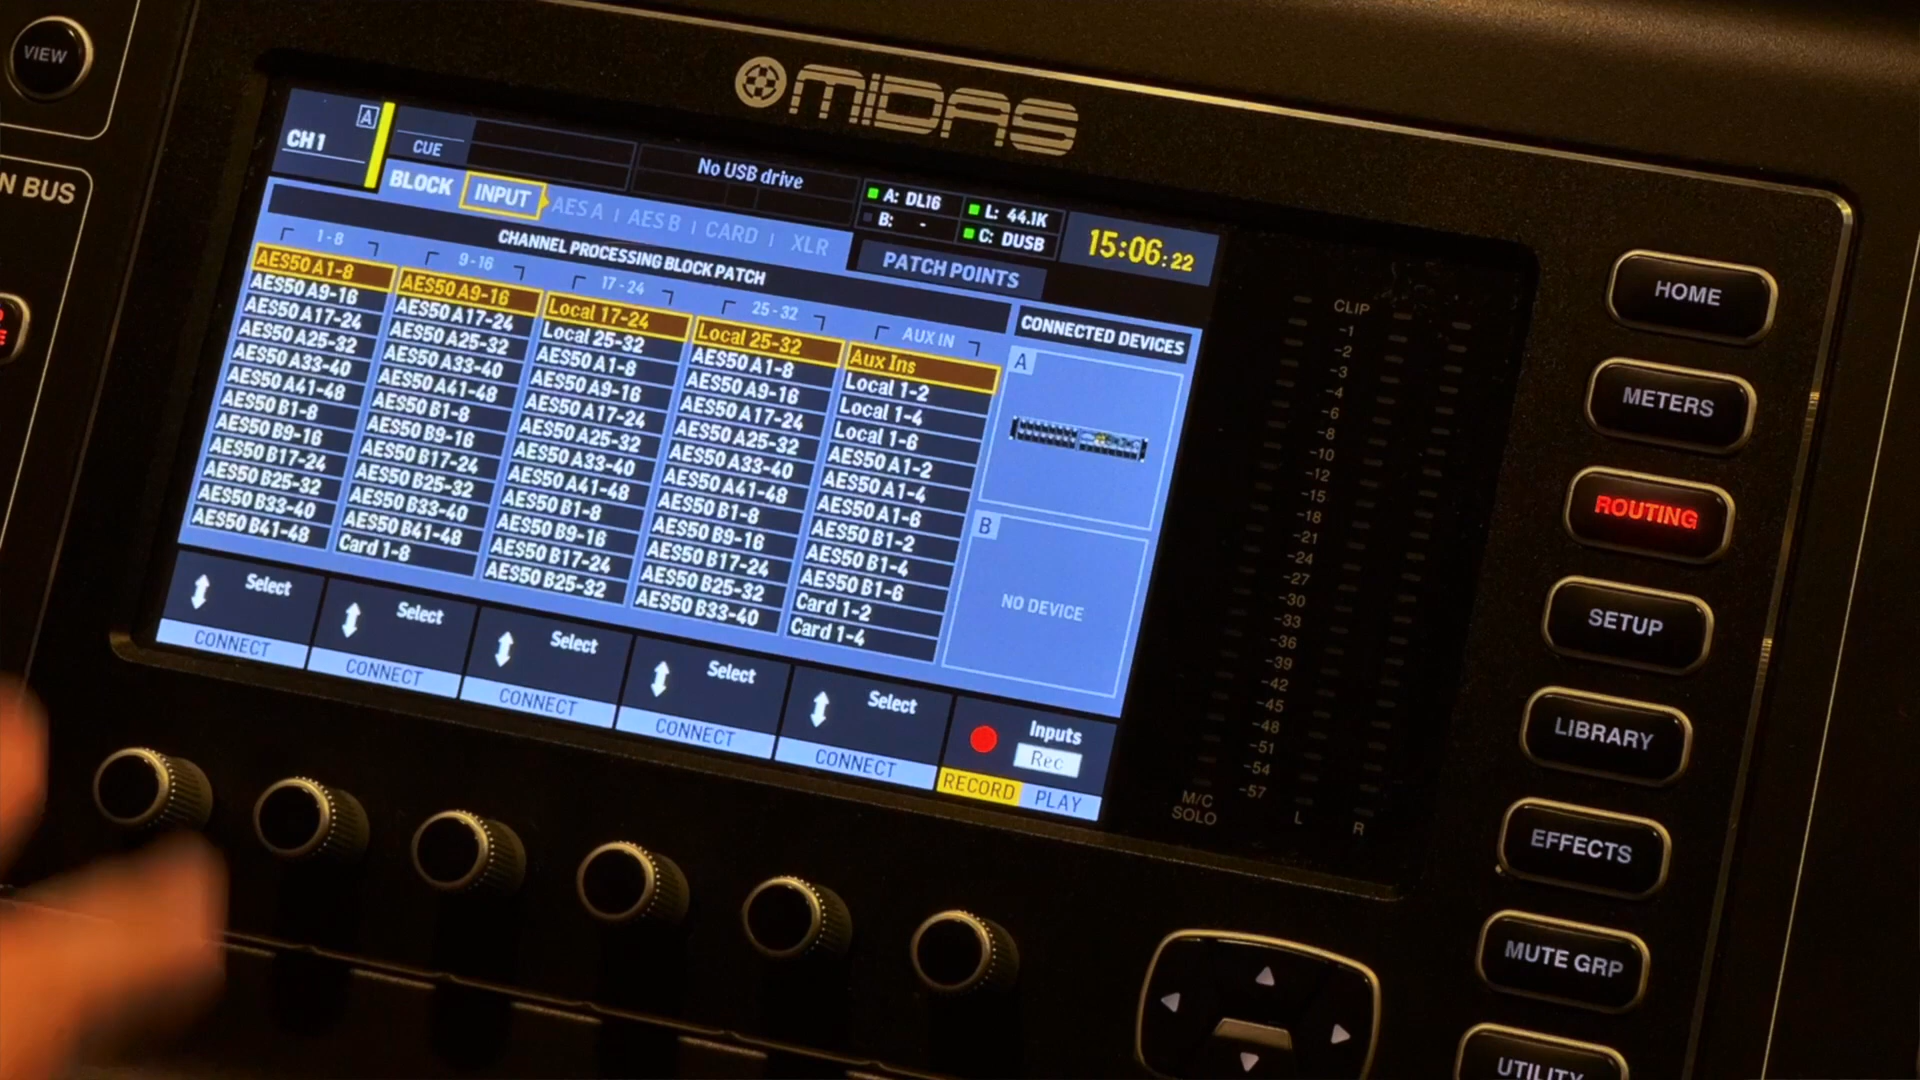 VIEW
N BUS
MIDAS
CH 1
A
CUE
No USB drive
A: DL16
B: -
L: 44.1K
C: DUSB
15:06:22
BLOCK
INPUT
AES A | AES B | CARD | XLR
PATCH POINTS
CHANNEL PROCESSING BLOCK PATCH
1-8
AES50 A1-8
AES50 A9-16
AES50 A17-24
AES50 A25-32
AES50 A33-40
AES50 A41-48
AES50 B1-8
AES50 B9-16
AES50 B17-24
AES50 B25-32
AES50 B33-40
AES50 B41-48
9-16
AES50 A9-16
AES50 A17-24
AES50 A25-32
AES50 A33-40
AES50 A41-48
AES50 B1-8
AES50 B9-16
AES50 B17-24
AES50 B25-32
AES50 B33-40
AES50 B41-48
Card 1-8
17-24
Local 17-24
Local 25-32
AES50 A1-8
AES50 A9-16
AES50 A17-24
AES50 A25-32
AES50 A33-40
AES50 A41-48
AES50 B1-8
AES50 B9-16
AES50 B17-24
AES50 B25-32
25-32
Local 25-32
AES50 A1-8
AES50 A9-16
AES50 A17-24
AES50 A25-32
AES50 A33-40
AES50 A41-48
AES50 B1-8
AES50 B9-16
AES50 B17-24
AES50 B25-32
AES50 B33-40
AUX IN
Aux Ins
Local 1-2
Local 1-4
Local 1-6
AES50 A1-2
AES50 A1-4
AES50 A1-6
AES50 B1-2
AES50 B1-4
AES50 B1-6
Card 1-2
Card 1-4
CONNECTED DEVICES
A
B
NO DEVICE
Select
CONNECT
Select
CONNECT
Select
CONNECT
Select
CONNECT
Select
CONNECT
Inputs
Rec
RECORD
PLAY
CLIP
-1
-2
-3
-4
-6
-8
-10
-12
-15
-18
-21
-24
-27
-30
-33
-36
-39
-42
-45
-48
-51
-54
-57
M/C
SOLO
L
R
HOME
METERS
ROUTING
SETUP
LIBRARY
EFFECTS
MUTE GRP
UTILITY